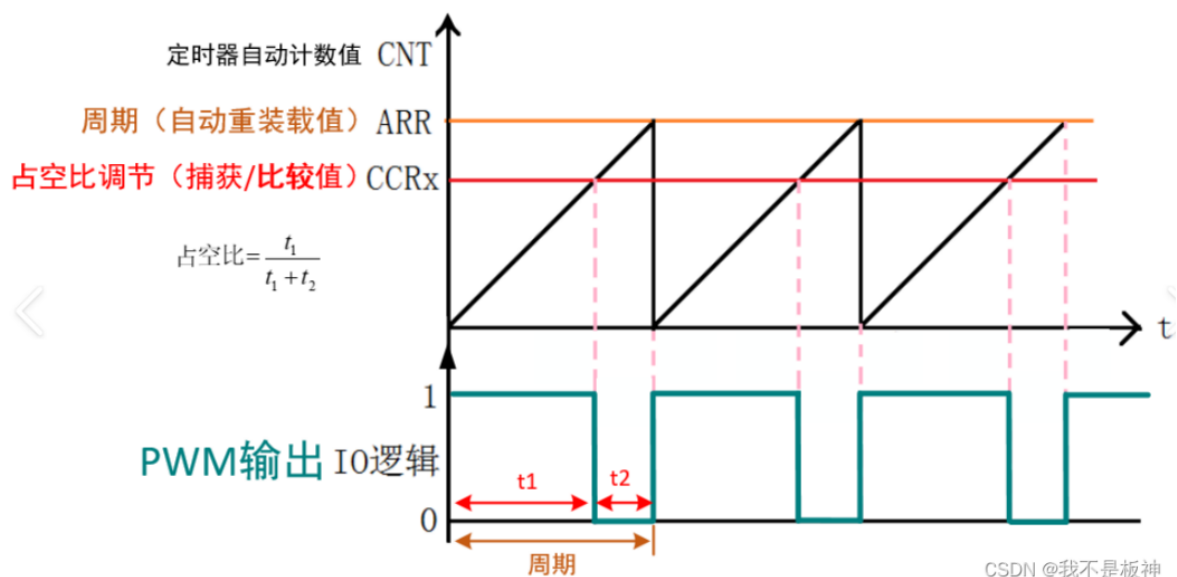 定时器自动计数值 CNT
周期（自动重装载值）ARR
占空比调节（捕获/比较值）CCRx
占空比= t₁ / (t₁ + t₂)
t
1
PWM输出 IO逻辑
t1 t2
0
周期
CSDN @我不是板神